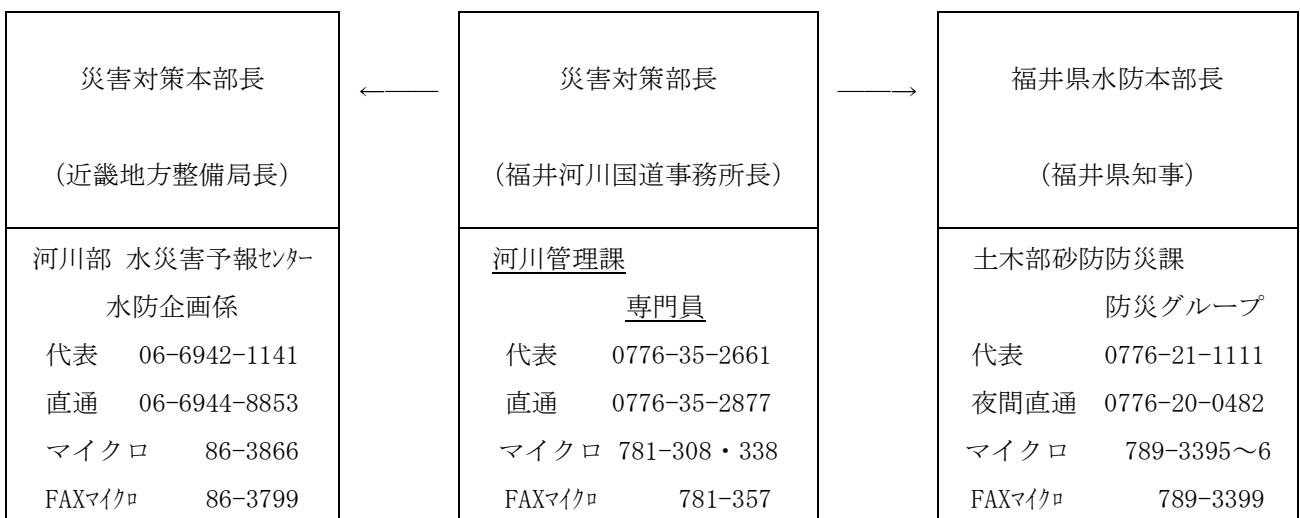 災害対策本部長
(近畿地方整備局長)
河川部 水災害予報ｾﾝﾀｰ
水防企画係
代表 06-6942-1141
直通 06-6944-8853
マイクロ 86-3866
FAXﾏｲｸﾛ 86-3799
←──
災害対策部長
(福井河川国道事務所長)
河川管理課
専門員
代表 0776-35-2661
直通 0776-35-2877
マイクロ 781-308・338
FAXﾏｲｸﾛ 781-357
──→
福井県水防本部長
(福井県知事)
土木部砂防防災課
防災グループ
代表 0776-21-1111
夜間直通 0776-20-0482
マイクロ 789-3395～6
FAXﾏｲｸﾛ 789-3399